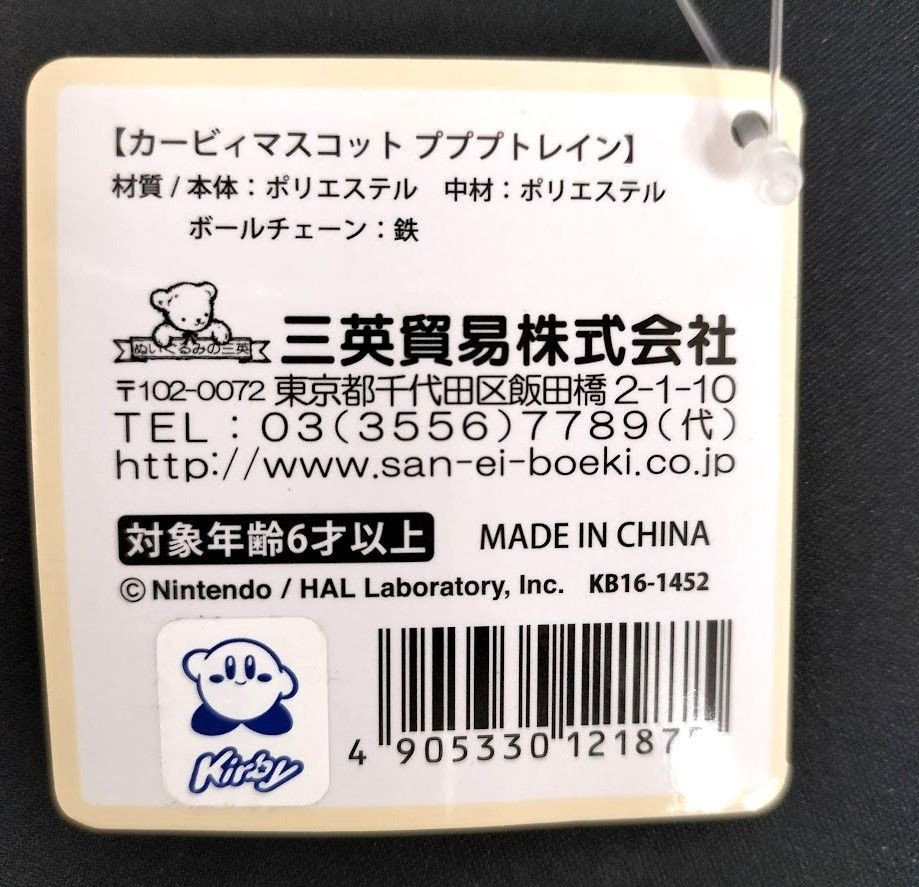 【カービィマスコット プププトレイン】
材質 / 本体：ポリエステル　中材：ポリエステル
ボールチェーン：鉄
ぬいぐるみの三英
三英貿易株式会社
〒102-0072 東京都千代田区飯田橋 2-1-10
TEL：03(3556)7789(代)
http://www.san-ei-boeki.co.jp
対象年齢6才以上
MADE IN CHINA
© Nintendo / HAL Laboratory, Inc. KB16-1452
Kirby
4 905330 12187